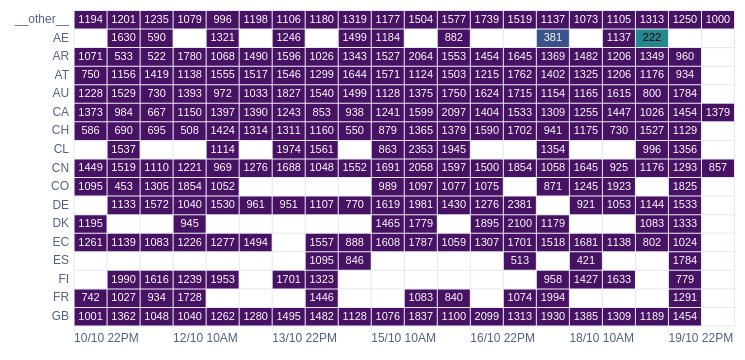 __other__ 1194 1201 1235 1079 996 1198 1106 1180 1319 1177 1504 1577 1739 1519 1137 1073 1105 1313 1250 1000
AE 1630 590 1321 1246 1499 1184 882 381 1137 222
AR 1071 533 522 1780 1068 1490 1596 1026 1343 1527 2064 1553 1454 1645 1369 1482 1206 1349 960
AT 750 1156 1419 1138 1555 1517 1546 1299 1644 1571 1124 1503 1215 1762 1402 1325 1206 1176 934
AU 1228 1529 730 1393 972 1033 1827 1540 1499 1128 1375 1750 1624 1715 1154 1165 1615 800 1784
CA 1373 984 667 1150 1397 1390 1243 853 938 1241 1599 2097 1404 1533 1309 1255 1447 1026 1454 1379
CH 586 690 695 508 1424 1314 1311 1160 550 879 1365 1379 1590 1702 941 1175 730 1527 1129
CL 1537 1114 1974 1561 863 2353 1945 1354 996 1356
CN 1449 1519 1110 1221 969 1276 1688 1048 1552 1691 2058 1597 1500 1854 1058 1645 925 1176 1293 857
CO 1095 453 1305 1854 1052 989 1097 1077 1075 871 1245 1923 1825
DE 1133 1572 1040 1530 961 951 1107 770 1619 1981 1430 1276 2381 921 1053 1144 1533
DK 1195 945 1465 1779 1895 2100 1179 1083 1333
EC 1261 1139 1083 1226 1277 1494 1557 888 1608 1787 1059 1307 1701 1518 1681 1138 802 1024
ES 1095 846 513 421 1784
FI 1990 1616 1239 1953 1701 1323 958 1427 1633 779
FR 742 1027 934 1728 1446 1083 840 1074 1994 1291
GB 1001 1362 1048 1040 1262 1280 1495 1482 1128 1076 1837 1100 2099 1313 1930 1385 1309 1189 1454
10/10 22PM 12/10 10AM 13/10 22PM 15/10 10AM 16/10 22PM 18/10 10AM 19/10 22PM